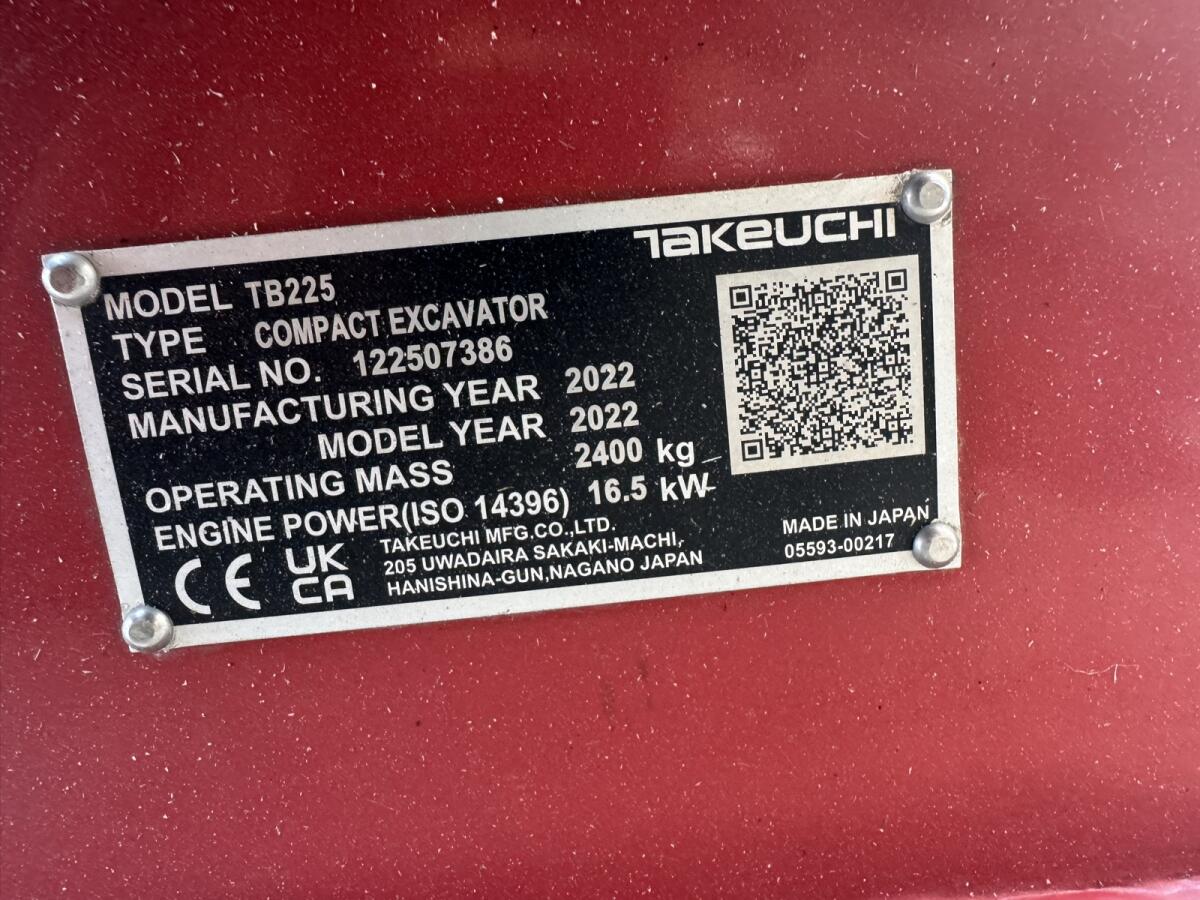 TAKEUCHI
MODEL TB225
TYPE COMPACT EXCAVATOR
SERIAL NO. 122507386
MANUFACTURING YEAR 2022
MODEL YEAR 2022
OPERATING MASS 2400 kg
ENGINE POWER(ISO 14396) 16.5 kW
CE UK
CA
TAKEUCHI MFG.CO.,LTD.
205 UWADAIRA SAKAKI-MACHI,
HANISHINA-GUN,NAGANO JAPAN
MADE IN JAPAN
05593-00217